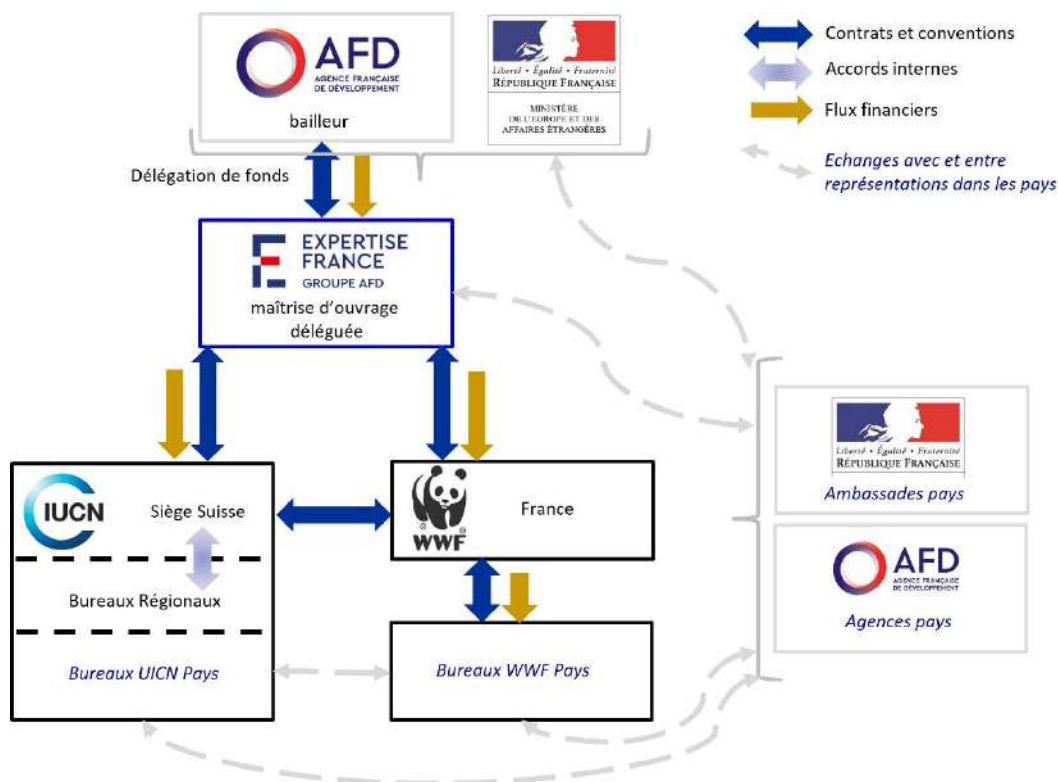 AFD
AGENCE FRANÇAISE
DE DÉVELOPPEMENT
bailleur
Liberté • Égalité • Fraternité
RÉPUBLIQUE FRANÇAISE
MINISTÈRE
DE L'EUROPE ET DES
AFFAIRES ÉTRANGÈRES
Contrats et conventions
Accords internes
Flux financiers
Echanges avec et entre
représentations dans les pays
Délégation de fonds
EXPERTISE
FRANCE
GROUPE AFD
maîtrise d'ouvrage
déléguée
IUCN
Siège Suisse
Bureaux Régionaux
Bureaux UICN Pays
WWF
France
Bureaux WWF Pays
Liberté • Égalité • Fraternité
RÉPUBLIQUE FRANÇAISE
Ambassades pays
AFD
AGENCE FRANÇAISE
DE DÉVELOPPEMENT
Agences pays